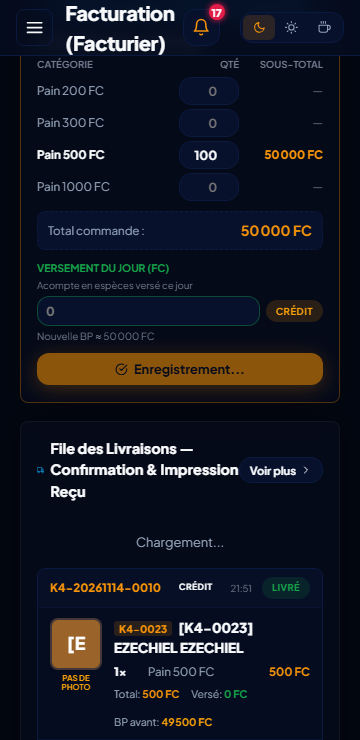 Facturation
(Facturier)
17
CATÉGORIE QTÉ SOUS-TOTAL
Pain 200 FC 0 —
Pain 300 FC 0 —
Pain 500 FC 100 50 000 FC
Pain 1000 FC 0 —
Total commande : 50 000 FC
VERSEMENT DU JOUR (FC)
Acompte en espèces versé ce jour
0 CRÉDIT
Nouvelle BP ≈ 50 000 FC
Enregistrement...
File des Livraisons —
Confirmation & Impression
Reçu
Voir plus
Chargement...
K4-20261114-0010 CRÉDIT 21:51 LIVRÉ
[E
PAS DE
PHOTO
K4-0023 [K4-0023]
EZECHIEL EZECHIEL
1× Pain 500 FC 500 FC
Total: 500 FC Versé: 0 FC
BP avant: 49 500 FC